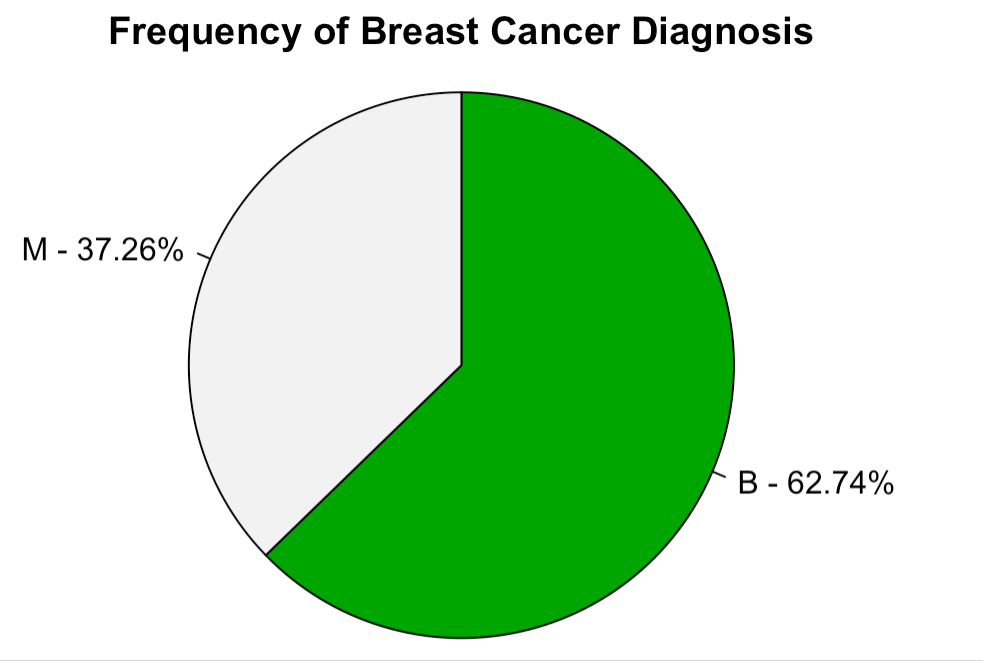 Frequency of Breast Cancer Diagnosis
M - 37.26%
B - 62.74%